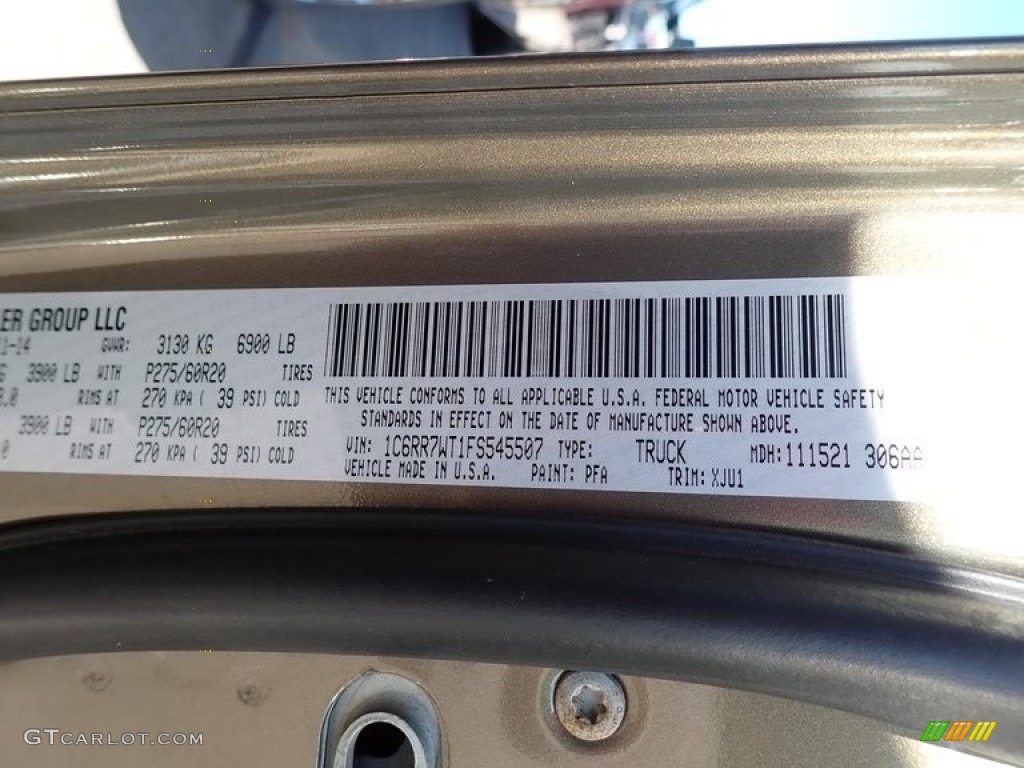 LER GROUP LLC
1-14 GVWR: 3130 KG 6900 LB
3900 LB WITH P275/60R20 TIRES
RIMS AT 270 KPA ( 39 PSI) COLD
3900 LB WITH P275/60R20 TIRES
RIMS AT 270 KPA ( 39 PSI) COLD
THIS VEHICLE CONFORMS TO ALL APPLICABLE U.S.A. FEDERAL MOTOR VEHICLE SAFETY
STANDARDS IN EFFECT ON THE DATE OF MANUFACTURE SHOWN ABOVE.
VIN: 1C6RR7WT1FS545507 TYPE: TRUCK MDH:111521 306AA
VEHICLE MADE IN U.S.A. PAINT: PFA TRIM: XJU1
GTCARLOT.COM